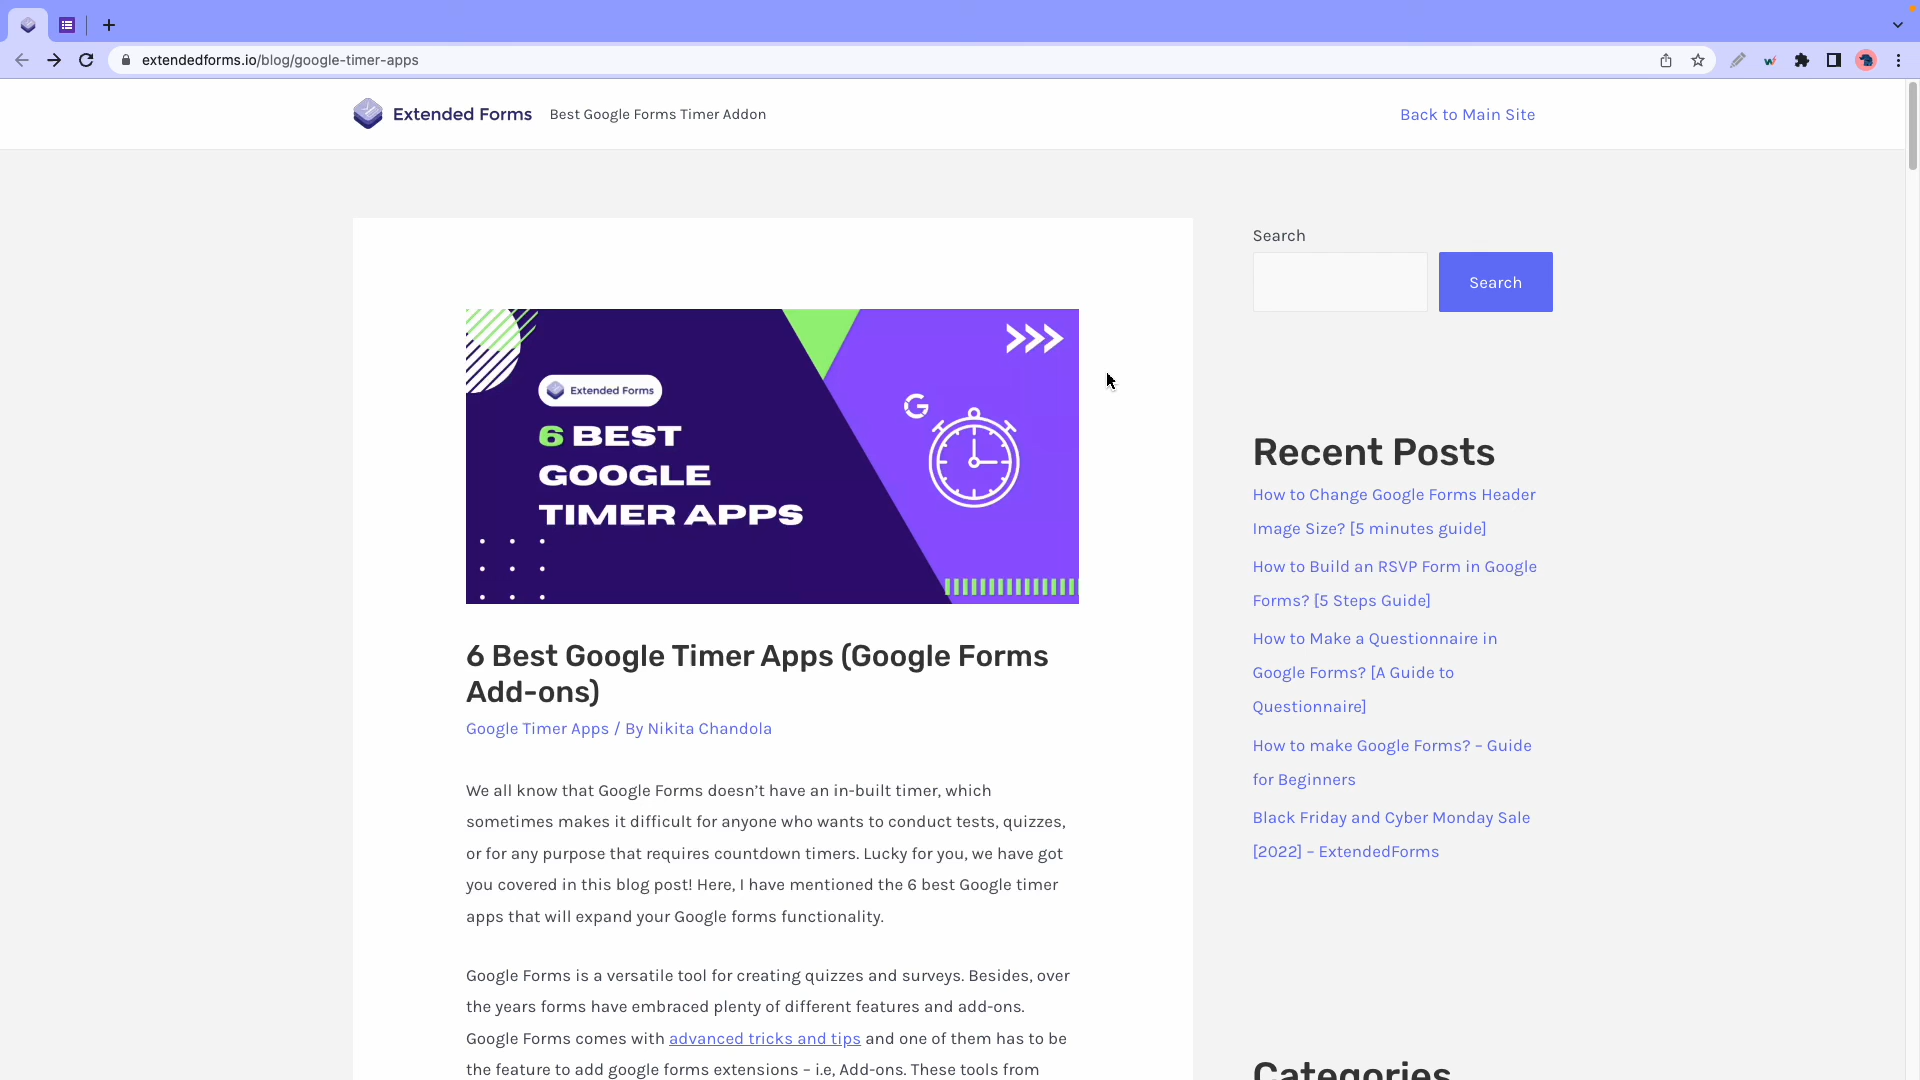 extendedforms.io/blog/google-timer-apps
Extended Forms
Best Google Forms Timer Addon
Back to Main Site
Extended Forms
6 BEST
GOOGLE
TIMER APPS
6 Best Google Timer Apps (Google Forms
Add-ons)
Google Timer Apps / By Nikita Chandola
We all know that Google Forms doesn’t have an in-built timer, which
sometimes makes it difficult for anyone who wants to conduct tests, quizzes,
or for any purpose that requires countdown timers. Lucky for you, we have got
you covered in this blog post! Here, I have mentioned the 6 best Google timer
apps that will expand your Google forms functionality.
Google Forms is a versatile tool for creating quizzes and surveys. Besides, over
the years forms have embraced plenty of different features and add-ons.
Google Forms comes with advanced tricks and tips and one of them has to be
the feature to add google forms extensions – i.e, Add-ons. These tools from
Search
Search
Recent Posts
How to Change Google Forms Header
Image Size? [5 minutes guide]
How to Build an RSVP Form in Google
Forms? [5 Steps Guide]
How to Make a Questionnaire in
Google Forms? [A Guide to
Questionnaire]
How to make Google Forms? – Guide
for Beginners
Black Friday and Cyber Monday Sale
[2022] – ExtendedForms
Categories